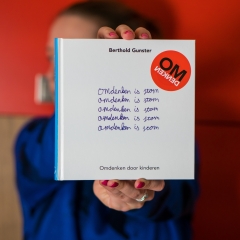 Berthold Gunster
OM
DENKEN
omdenken is stom
omdenken is stom
omdenken is stom
omdenken is stom
omdenken is stom
Omdenken door kinderen